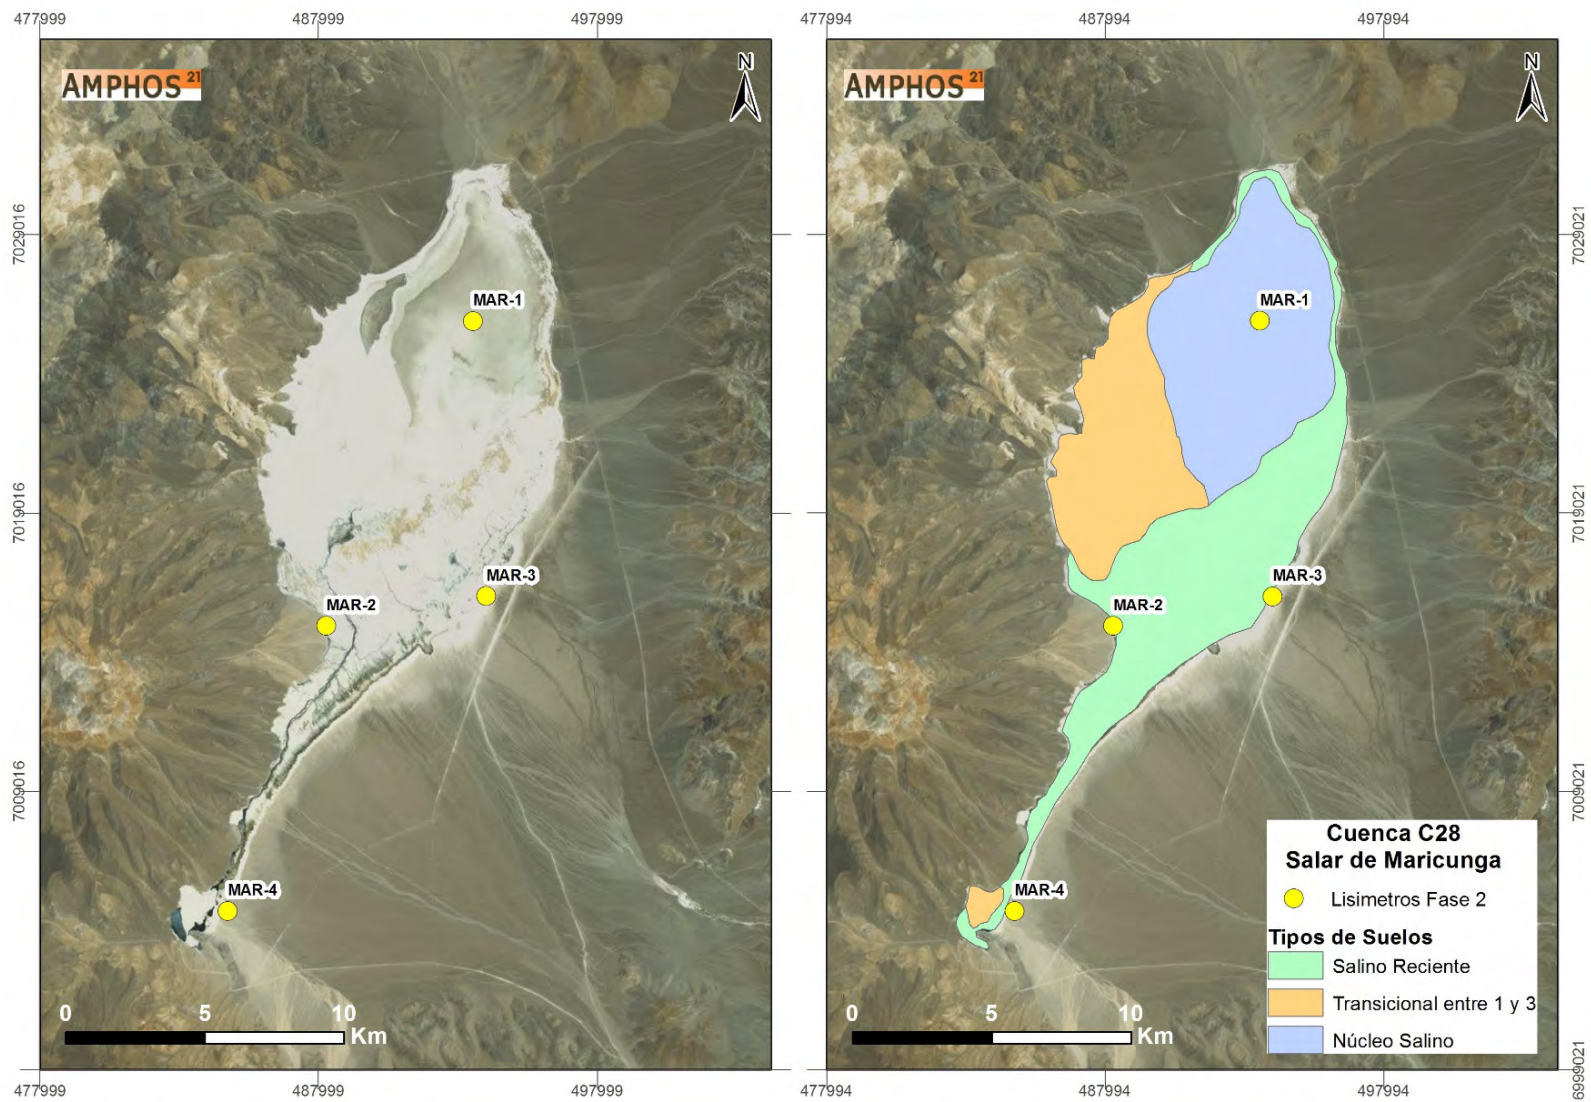 477999 487999 497999
477994 487994 497994
AMPHOS 21
N
AMPHOS 21
N
7029016
7019016
7009016
MAR-1
MAR-3
MAR-2
MAR-4
0 5 10
Km
477999 487999 497999
7029021
7019021
7009021
6999021
MAR-1
MAR-3
MAR-2
MAR-4
0 5 10
Km
Cuenca C28
Salar de Maricunga
Lisimetros Fase 2
Tipos de Suelos
Salino Reciente
Transicional entre 1 y 3
Núcleo Salino
477994 487994 497994